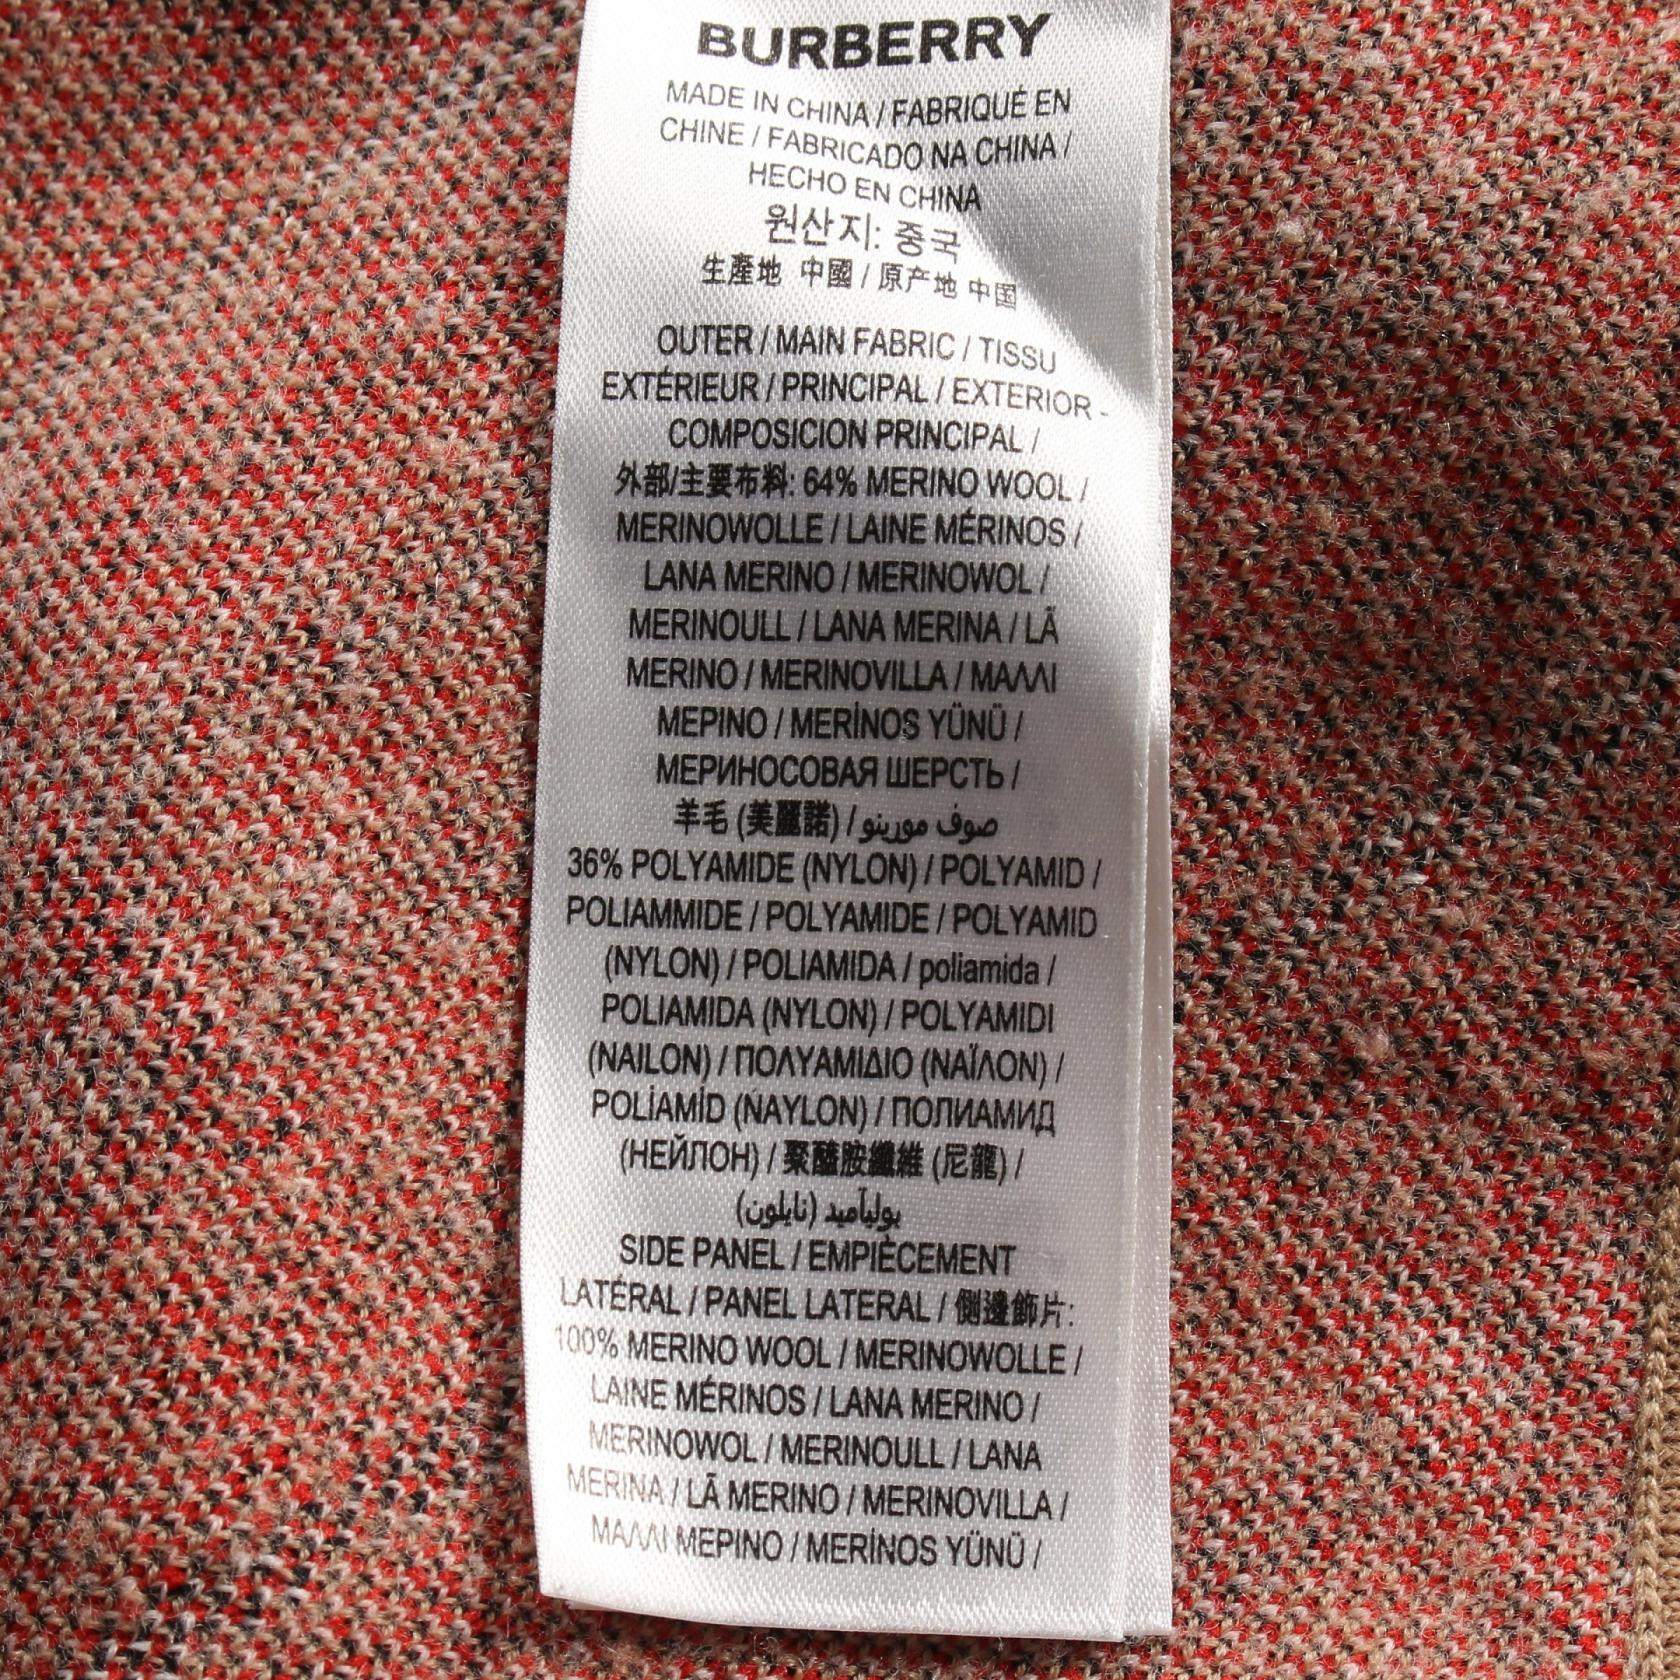 BURBERRY
MADE IN CHINA / FABRIQUÉ EN
CHINE / FABRICADO NA CHINA /
HECHO EN CHINA
원산지: 중국
生產地 中國 / 原产地 中国
OUTER / MAIN FABRIC / TISSU
EXTÉRIEUR / PRINCIPAL / EXTERIOR -
COMPOSICION PRINCIPAL /
外部/主要布料: 64% MERINO WOOL /
MERINOWOLLE / LAINE MÉRINOS /
LANA MERINO / MERINOWOL /
MERINOULL / LANA MERINA / LÃ
MERINO / MERINOVILLA / ΜΑΛΛΙ
ΜΕΡΙΝΟ / MERİNOS YÜNÜ /
МЕРИНОСОВАЯ ШЕРСТЬ /
羊毛 (美麗諾) / صوف مورينو
36% POLYAMIDE (NYLON) / POLYAMID /
POLIAMMIDE / POLYAMIDE / POLYAMID
(NYLON) / POLIAMIDA / poliamida /
POLIAMIDA (NYLON) / POLYAMIDI
(NAILON) / ΠΟΛΥΑΜΙΔΙΟ (ΝΑΪΛΟΝ) /
POLİAMİD (NAYLON) / ПОЛИАМИД
(НЕЙЛОН) / 聚醯胺纖維 (尼龍) /
بوليآميد (نايلون)
SIDE PANEL / EMPIÈCEMENT
LATÉRAL / PANEL LATERAL / 側邊飾片:
100% MERINO WOOL / MERINOWOLLE /
LAINE MÉRINOS / LANA MERINO /
MERINOWOL / MERINOULL / LANA
MERINA / LÃ MERINO / MERINOVILLA /
ΜΑΛΛΙ ΜΕΡΙΝΟ / MERİNOS YÜNÜ /